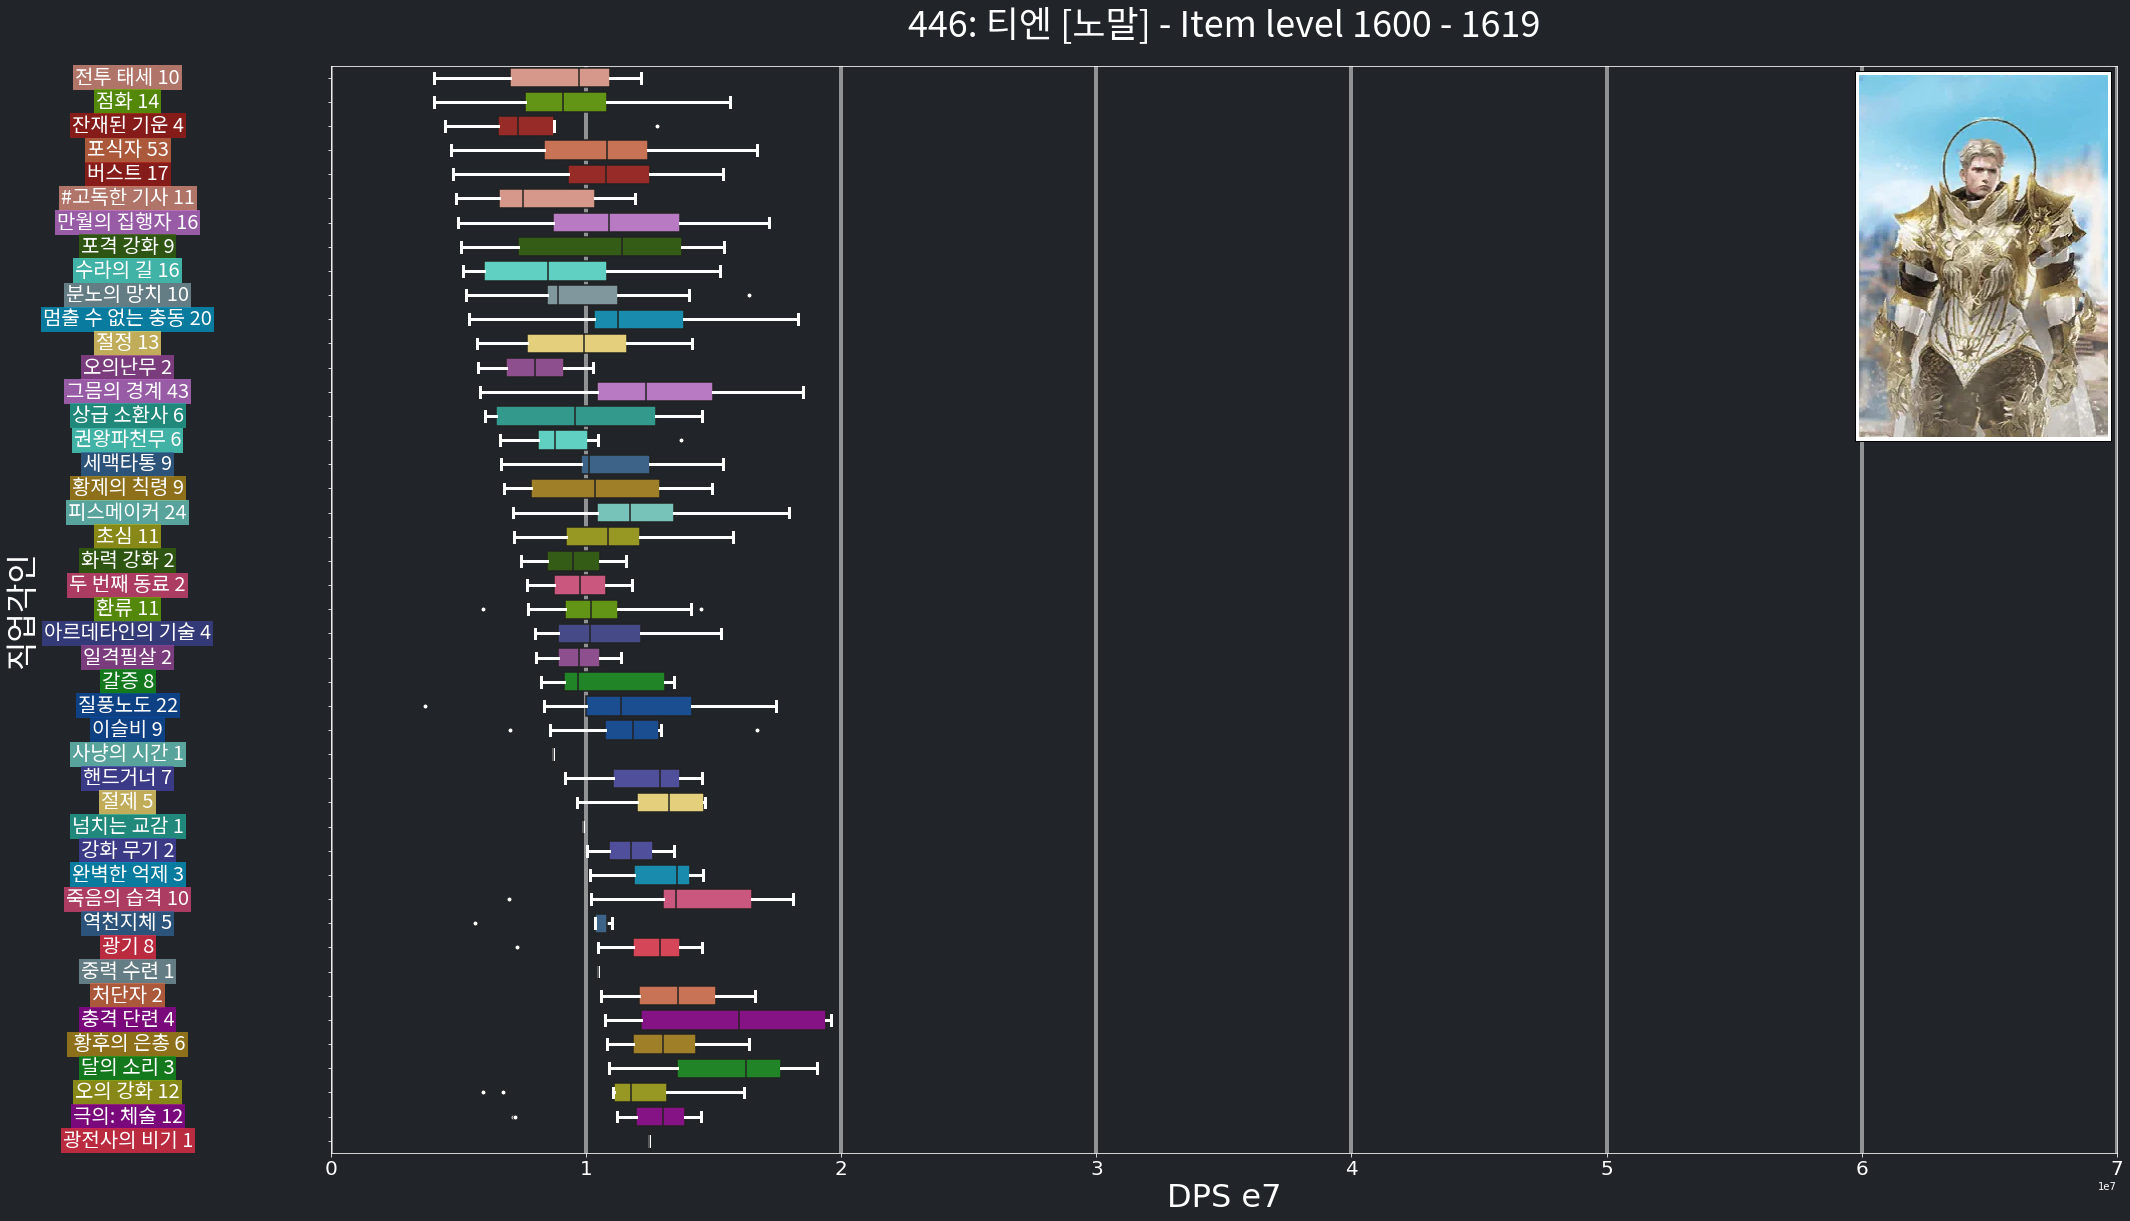 446: 티엔 [노말] - Item level 1600 - 1619
직업각인
전투 태세 10
점화 14
잔재된 기운 4
포식자 53
버스트 17
#고독한 기사 11
만월의 집행자 16
포격 강화 9
수라의 길 16
분노의 망치 10
멈출 수 없는 충동 20
절정 13
오의난무 2
그믐의 경계 43
상급 소환사 6
권왕파천무 6
세맥타통 9
황제의 칙령 9
피스메이커 24
초심 11
화력 강화 2
두 번째 동료 2
환류 11
아르데타인의 기술 4
일격필살 2
갈증 8
질풍노도 22
이슬비 9
사냥의 시간 1
핸드거너 7
절제 5
넘치는 교감 1
강화 무기 2
완벽한 억제 3
죽음의 습격 10
역천지체 5
광기 8
중력 수련 1
처단자 2
충격 단련 4
황후의 은총 6
달의 소리 3
오의 강화 12
극의: 체술 12
광전사의 비기 1
0 1 2 3 4 5 6 7
1e7
DPS e7